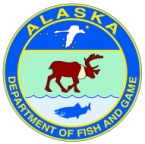 ALASKA
DEPARTMENT OF FISH AND GAME